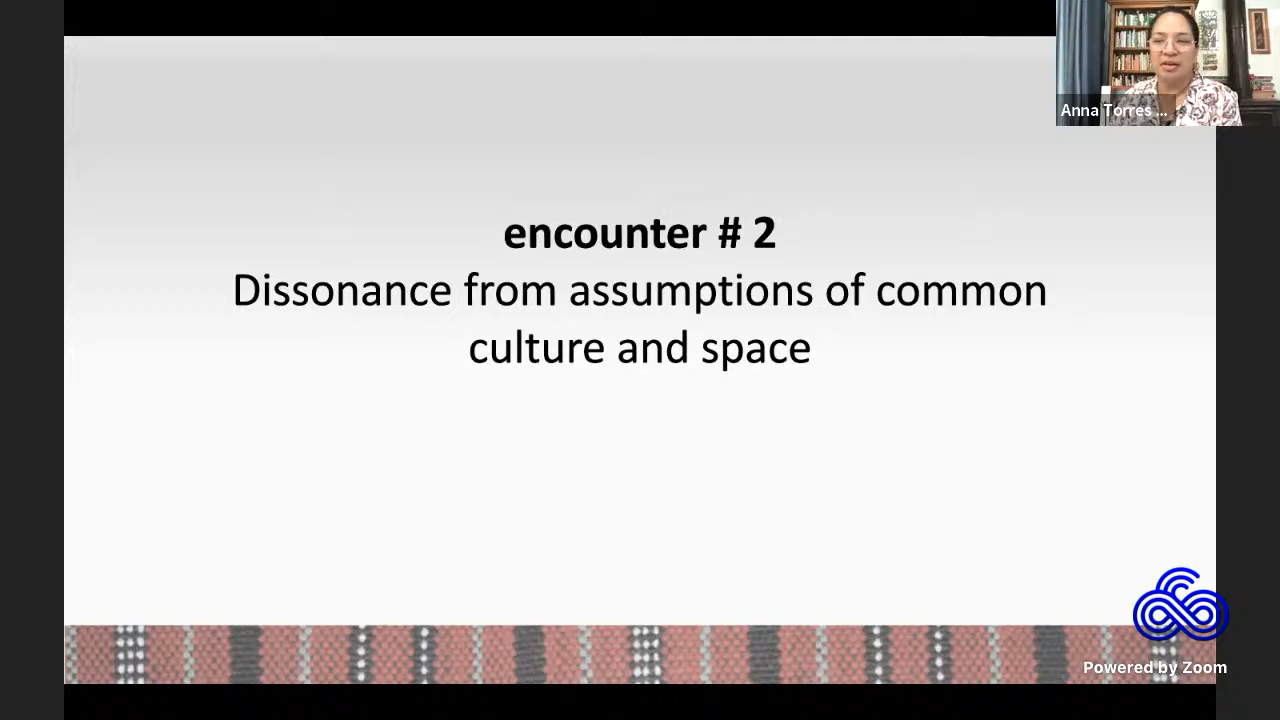 Anna Torres ...
encounter # 2
Dissonance from assumptions of common
culture and space
Powered by Zoom